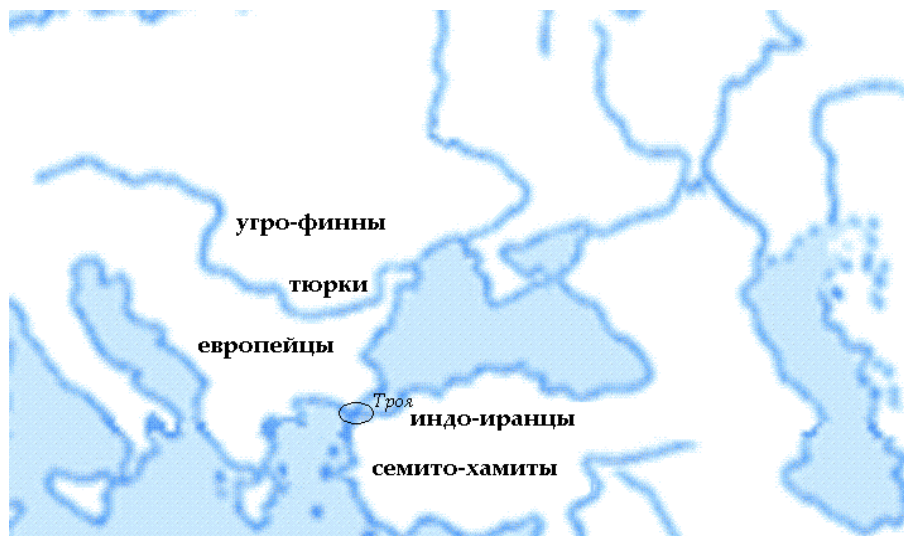 угро-финны
тюрки
европейцы
Троя
индо-иранцы
семито-хамиты